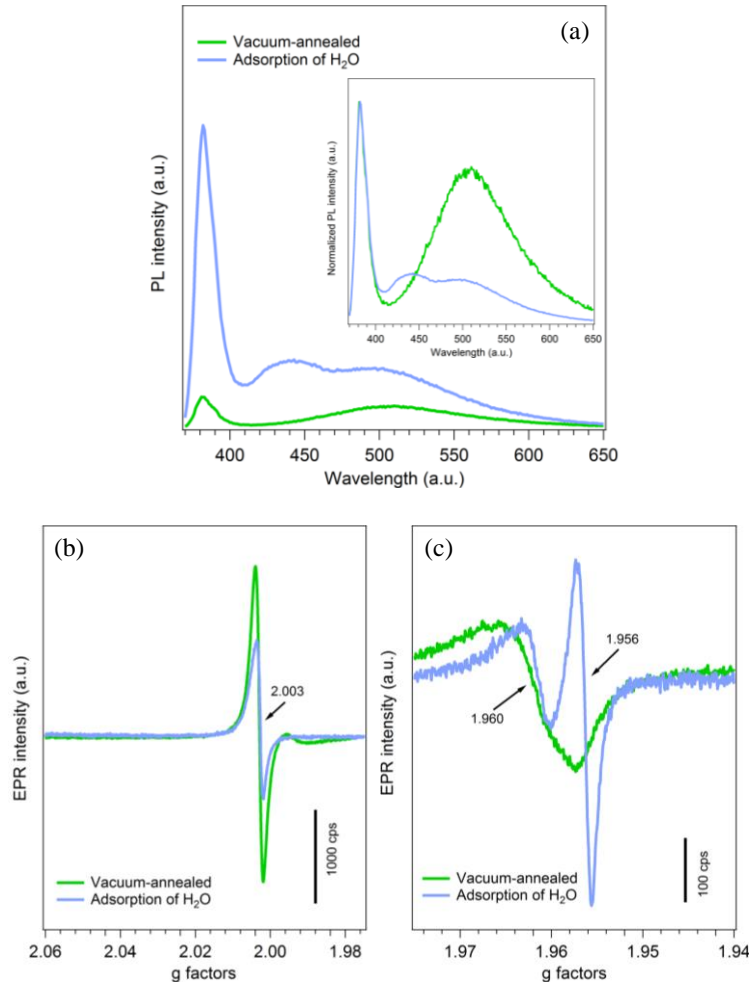 (a)
Vacuum-annealed
Adsorption of H₂O
PL intensity (a.u.)
Normalized PL intensity (a.u.)
400 450 500 550 600 650
Wavelength (a.u.)
400 450 500 550 600 650
Wavelength (a.u.)
(b)
2.003
EPR intensity (a.u.)
1000 cps
Vacuum-annealed
Adsorption of H₂O
2.06 2.04 2.02 2.00 1.98
g factors
(c)
1.956
1.960
EPR intensity (a.u.)
100 cps
Vacuum-annealed
Adsorption of H₂O
1.97 1.96 1.95 1.94
g factors